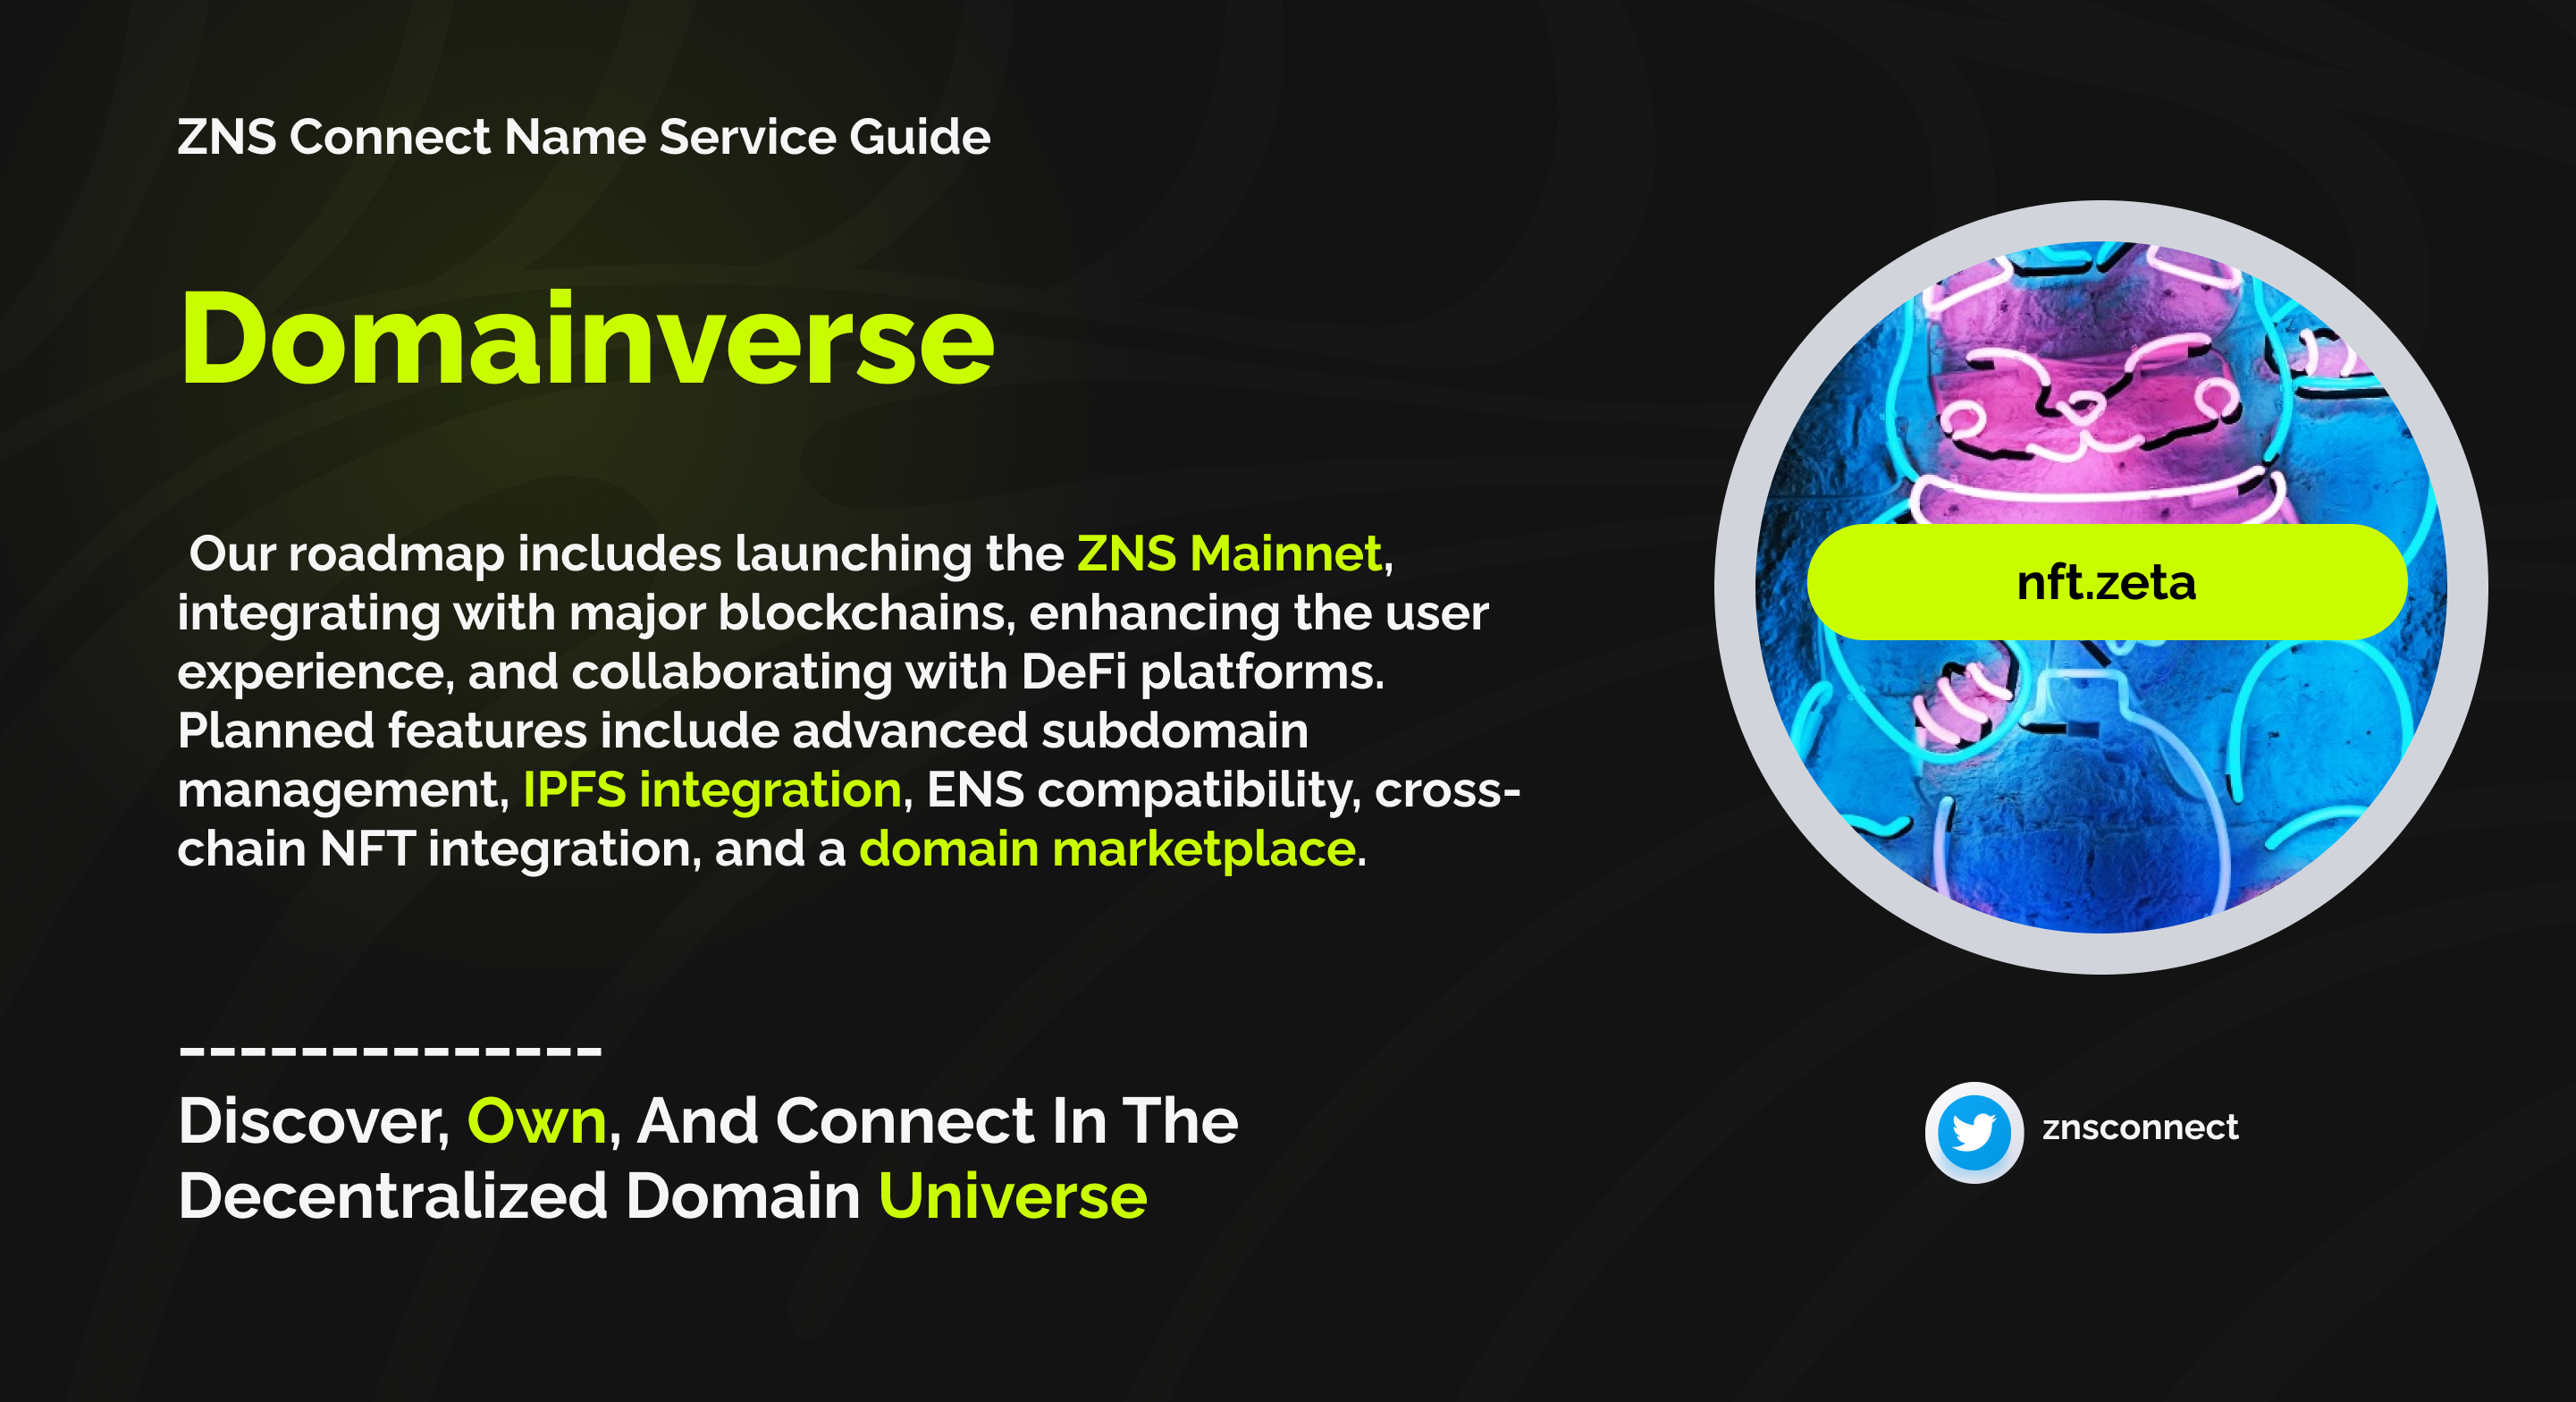 ZNS Connect Name Service Guide
Domainverse
Our roadmap includes launching the ZNS Mainnet,
integrating with major blockchains, enhancing the user
experience, and collaborating with DeFi platforms.
Planned features include advanced subdomain
management, IPFS integration, ENS compatibility, cross-
chain NFT integration, and a domain marketplace.
--------------
Discover, Own, And Connect In The
Decentralized Domain Universe
nft.zeta
znsconnect